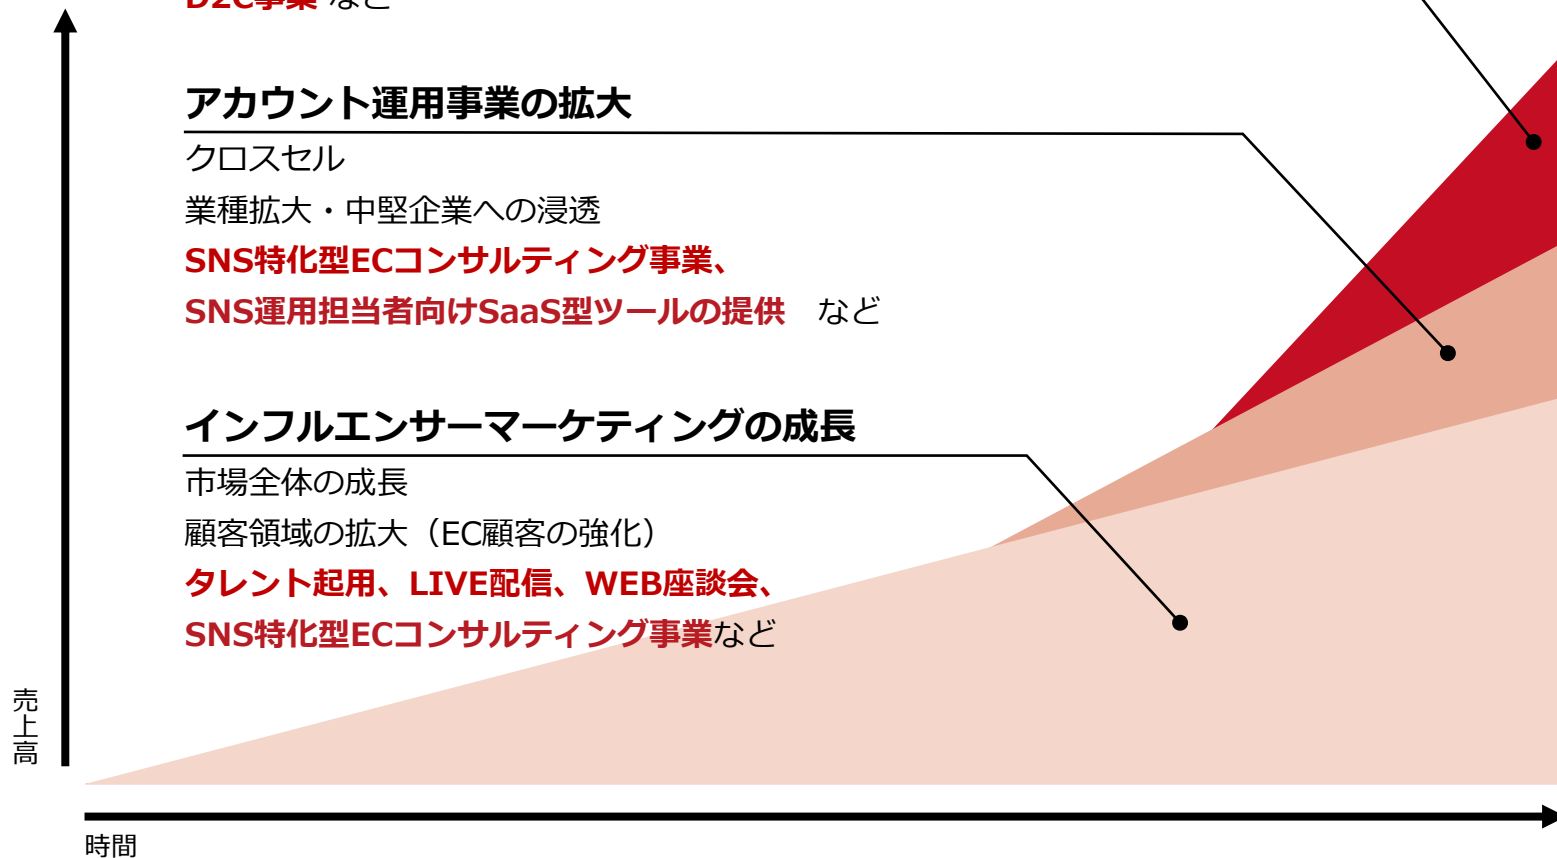 D2C事業 など
アカウント運用事業の拡大
クロスセル
業種拡大・中堅企業への浸透
SNS特化型ECコンサルティング事業、
SNS運用担当者向けSaaS型ツールの提供　など
インフルエンサーマーケティングの成長
市場全体の成長
顧客領域の拡大（EC顧客の強化）
タレント起用、LIVE配信、WEB座談会、
SNS特化型ECコンサルティング事業など
売上高
時間